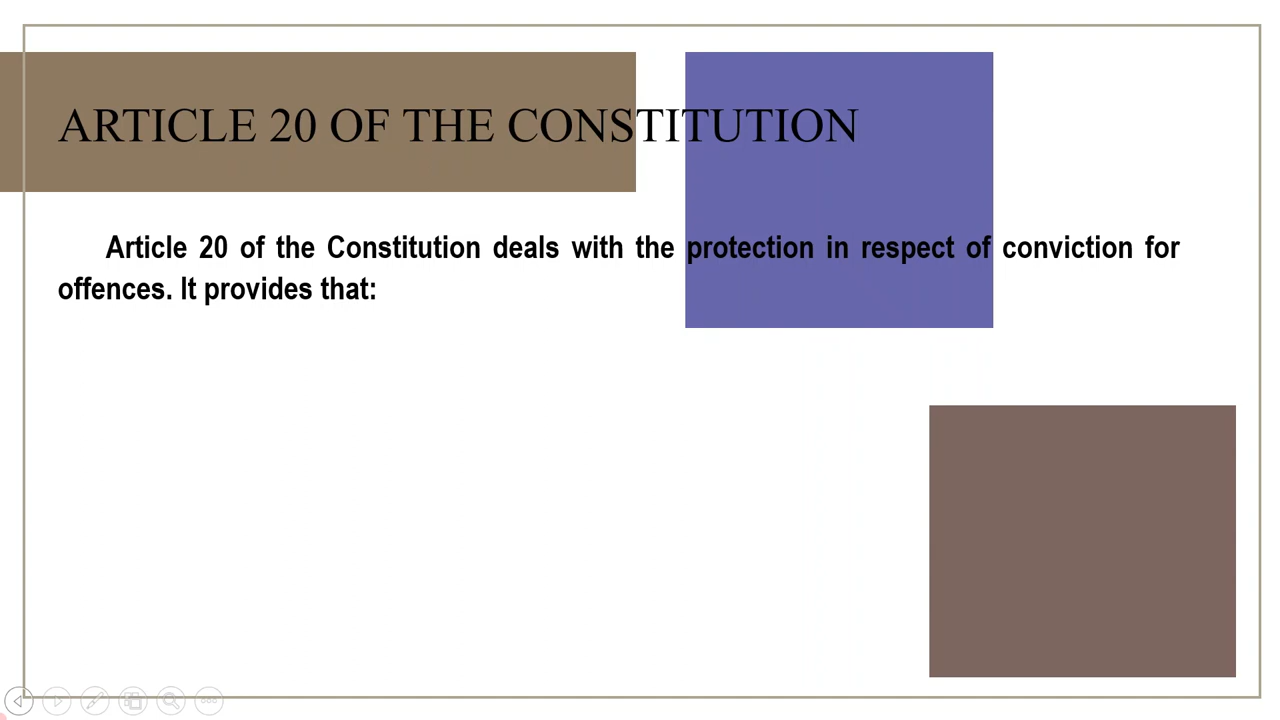 ARTICLE 20 OF THE CONSTITUTION
Article 20 of the Constitution deals with the protection in respect of conviction for
offences. It provides that: